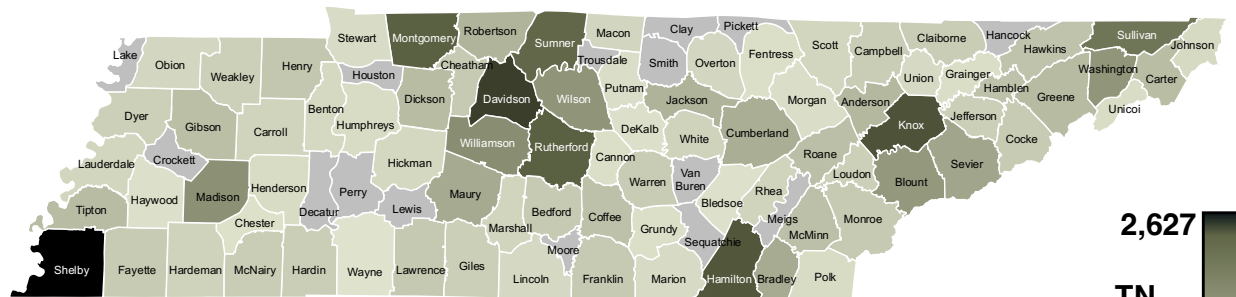 Lake
Obion
Weakley
Henry
Stewart
Montgomery
Robertson
Sumner
Macon
Clay
Pickett
Trousdale
Smith
Overton
Fentress
Scott
Campbell
Claiborne
Hancock
Hawkins
Sullivan
Johnson
Houston
Cheatham
Dickson
Davidson
Wilson
Putnam
Jackson
Morgan
Anderson
Union
Grainger
Hamblen
Greene
Washington
Carter
Unicoi
Dyer
Gibson
Carroll
Benton
Humphreys
Williamson
Rutherford
DeKalb
White
Cumberland
Knox
Jefferson
Cocke
Lauderdale
Crockett
Hickman
Cannon
Roane
Loudon
Blount
Sevier
Tipton
Haywood
Madison
Henderson
Decatur
Perry
Lewis
Maury
Marshall
Bedford
Coffee
Warren
Van
Buren
Bledsoe
Rhea
Meigs
McMinn
Monroe
Chester
Moore
Grundy
Sequatchie
Shelby
Fayette
Hardeman
McNairy
Hardin
Wayne
Lawrence
Giles
Lincoln
Franklin
Marion
Hamilton
Bradley
Polk
2,627
TN